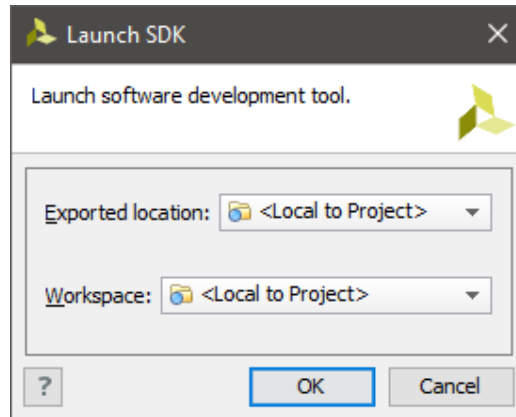 Launch SDK
Launch software development tool.
Exported location: <Local to Project>
Workspace: <Local to Project>
? OK Cancel